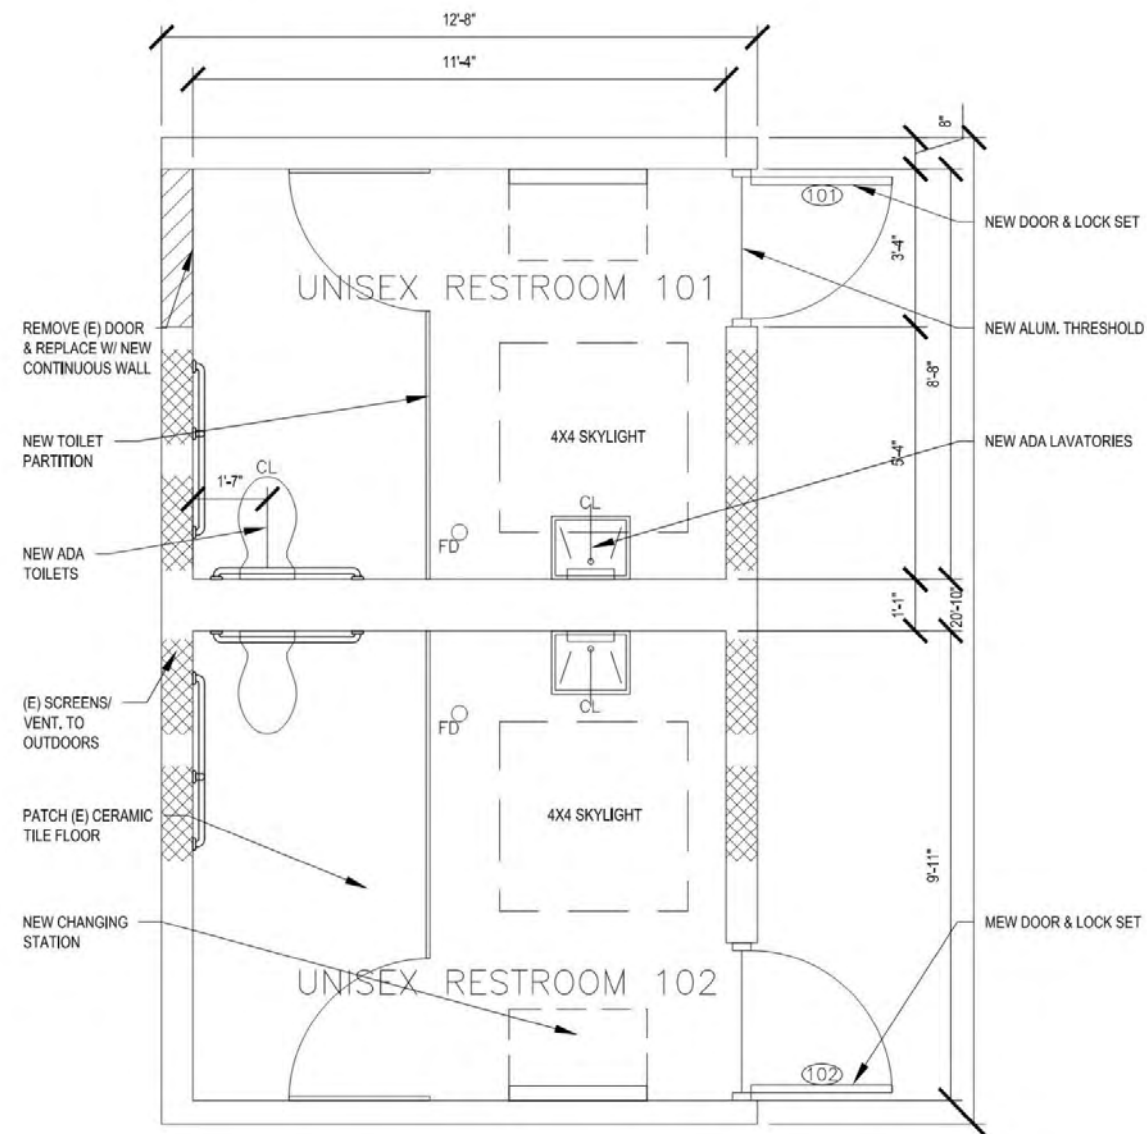 12'-8"
11'-4"
8"
101
NEW DOOR & LOCK SET
3'-4"
UNISEX RESTROOM 101
REMOVE (E) DOOR
& REPLACE W/ NEW
CONTINUOUS WALL
NEW ALUM. THRESHOLD
8'-8"
4X4 SKYLIGHT
NEW TOILET
PARTITION
NEW ADA LAVATORIES
5'-4"
CL
1'-7"
CL
FD
NEW ADA
TOILETS
1'-1"
20'-10"
(E) SCREENS/
VENT. TO
OUTDOORS
CL
FD
4X4 SKYLIGHT
PATCH (E) CERAMIC
TILE FLOOR
9'-11"
NEW CHANGING
STATION
MEW DOOR & LOCK SET
UNISEX RESTROOM 102
102